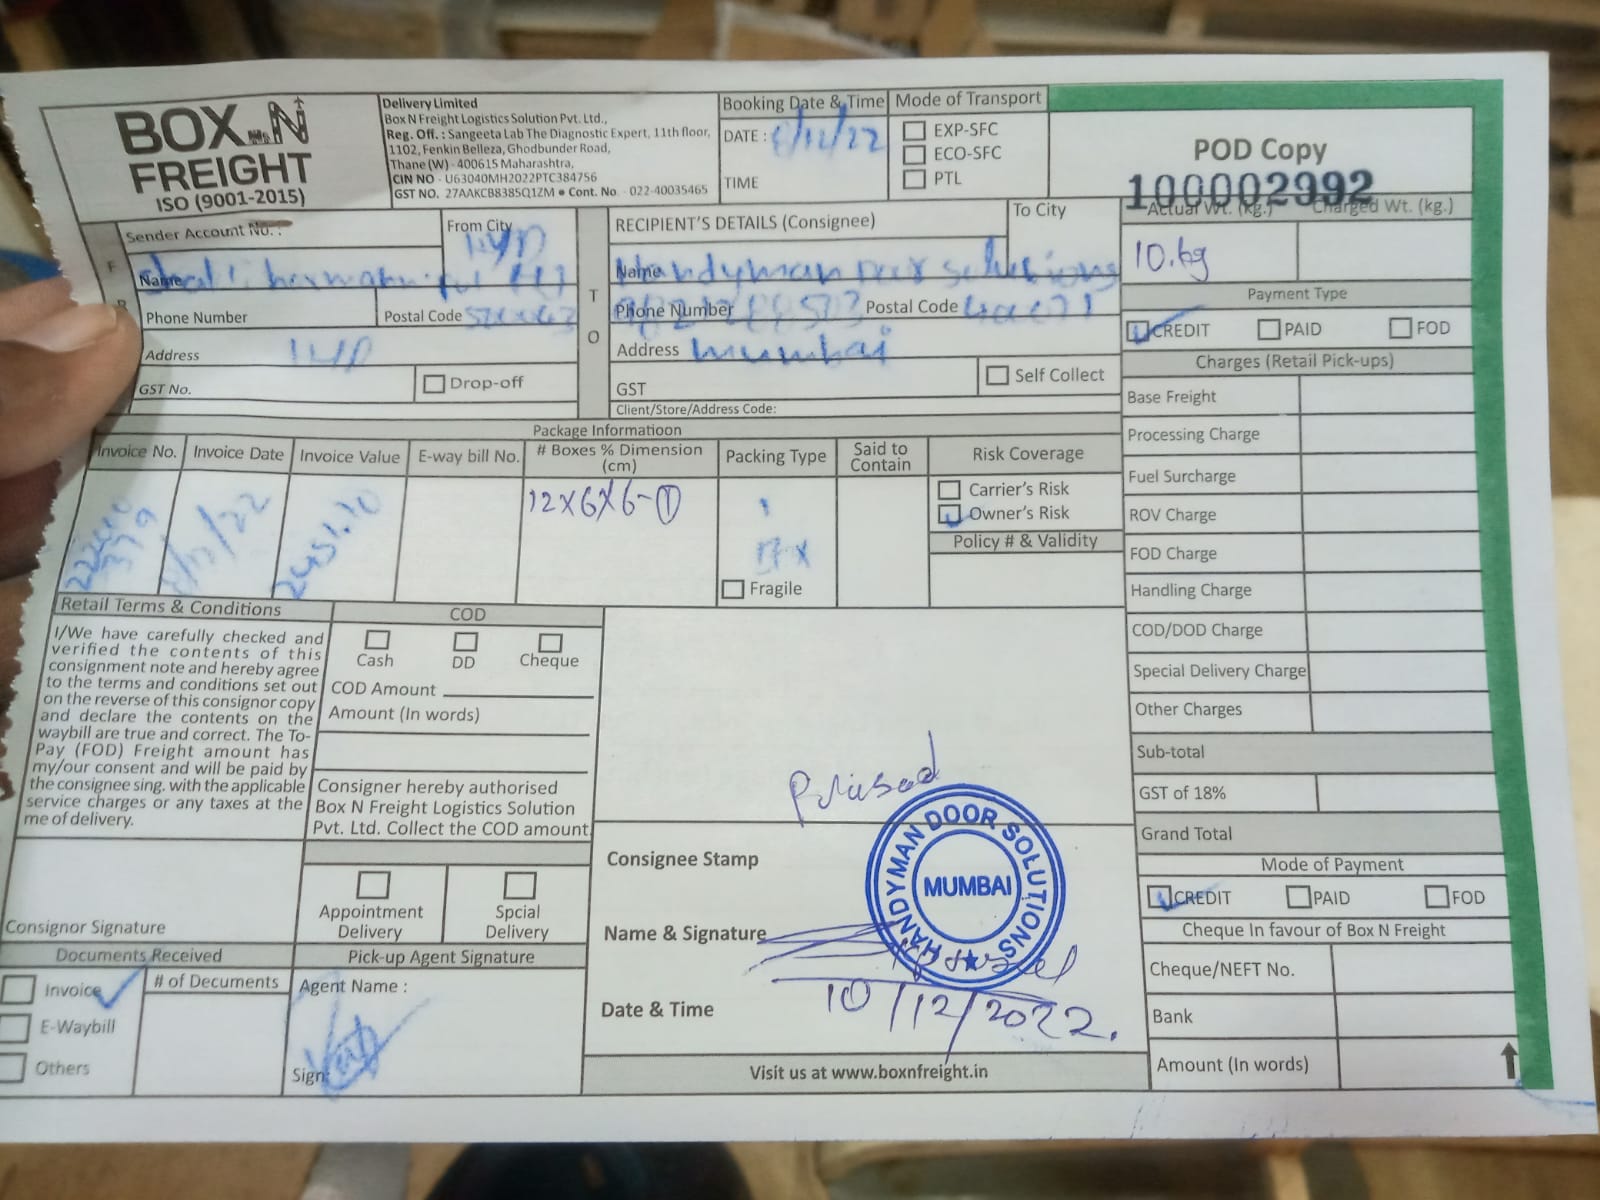 BOX N
FREIGHT
ISO (9001-2015)
Delivery Limited
Box N Freight Logistics Solution Pvt. Ltd.,
Reg. Off. : Sangeeta Lab The Diagnostic Expert, 11th floor,
1102, Fenkin Belleza, Ghodbunder Road,
Thane (W) - 400615 Maharashtra,
CIN NO - U63040MH2022PTC384756
GST NO. 27AAKCB8385Q1ZM ● Cont. No. - 022-40035465
Booking Date & Time
DATE : /12/22
TIME
Mode of Transport
EXP-SFC
ECO-SFC
PTL
POD Copy
100002992
Sender Account No. :
From City
HYD
Name
Phone Number
Postal Code
Address HYD
GST No.
Drop-off
F
R
T
O
RECIPIENT'S DETAILS (Consignee)
To City
Name Handyman Door Solutions
Phone Number
Postal Code
Address Mumbai
GST
Self Collect
Client/Store/Address Code:
Actual Wt. (kg.) Charged Wt. (kg.)
10.kg
Payment Type
CREDIT PAID FOD
Charges (Retail Pick-ups)
Base Freight
Processing Charge
Fuel Surcharge
ROV Charge
FOD Charge
Handling Charge
COD/DOD Charge
Special Delivery Charge
Other Charges
Sub-total
GST of 18%
Grand Total
Mode of Payment
CREDIT PAID FOD
Cheque In favour of Box N Freight
Cheque/NEFT No.
Bank
Amount (In words)
Package Informatioon
Invoice No.
Invoice Date
/12/22
Invoice Value
E-way bill No.
# Boxes % Dimension
(cm)
12x6x6-1
Packing Type
Fragile
Said to
Contain
Risk Coverage
Carrier's Risk
Owner's Risk
Policy # & Validity
Retail Terms & Conditions
I/We have carefully checked and
verified the contents of this
consignment note and hereby agree
to the terms and conditions set out
on the reverse of this consignor copy
and declare the contents on the
waybill are true and correct. The To-
Pay (FOD) Freight amount has
my/our consent and will be paid by
the consignee sing. with the applicable
service charges or any taxes at the
me of delivery.
COD
Cash DD Cheque
COD Amount
Amount (In words)
Consigner hereby authorised
Box N Freight Logistics Solution
Pvt. Ltd. Collect the COD amount
Appointment
Delivery
Spcial
Delivery
Consignor Signature
Documents Received
Invoice
E-Waybill
Others
# of Decuments
Pick-up Agent Signature
Agent Name :
Sign:
Consignee Stamp
HANDYMAN DOOR SOLUTIONS
MUMBAI
Name & Signature
Date & Time 10/12/2022.
Visit us at www.boxnfreight.in